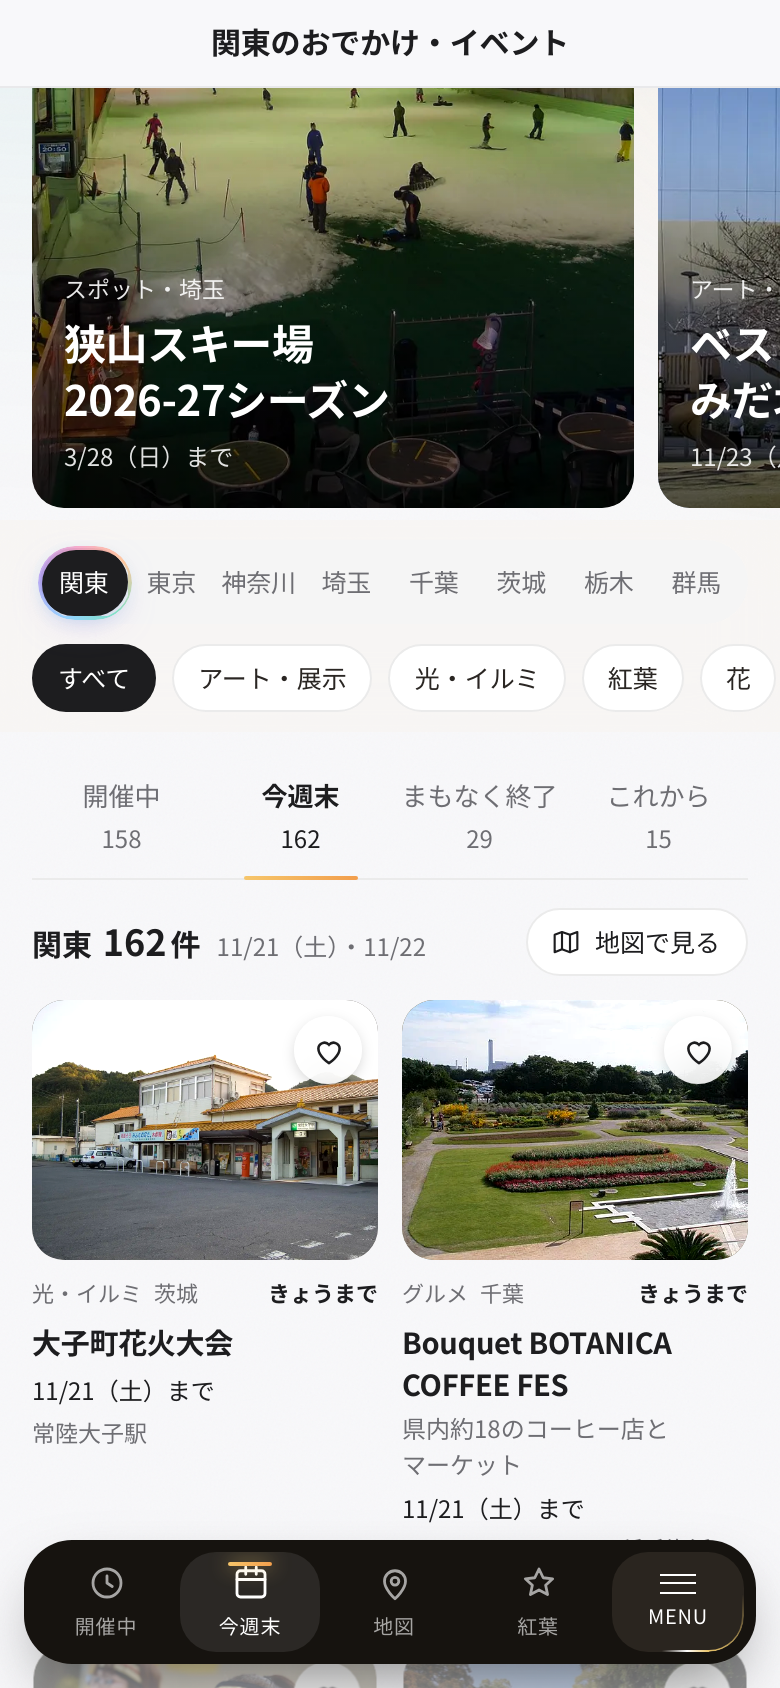 関東のおでかけ・イベント
20:50
スポット・埼玉
狭山スキー場
2026-27シーズン
3/28（日）まで
アート・
ベス
みだ
11/23（
関東 東京 神奈川 埼玉 千葉 茨城 栃木 群馬
すべて アート・展示 光・イルミ 紅葉 花
開催中 今週末 まもなく終了 これから
158 162 29 15
関東 162件 11/21（土）・11/22
地図で見る
光・イルミ 茨城 きょうまで
大子町花火大会
11/21（土）まで
常陸大子駅
グルメ 千葉 きょうまで
Bouquet BOTANICA
COFFEE FES
県内約18のコーヒー店と
マーケット
11/21（土）まで
開催中 今週末 地図 紅葉 MENU